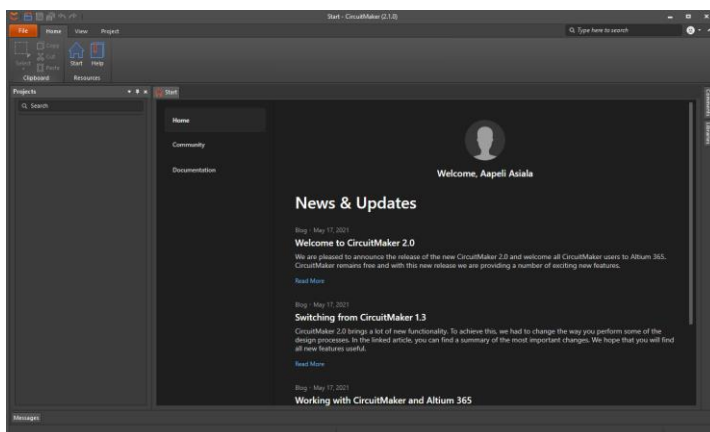 Start - CircuitMaker (2.1.0)
File Home View Project
Type here to search
Select
Copy
Cut
Paste
Start Help
Clipboard Resources
Projects
Start
Search
Comments
Libraries
Home
Community
Documentation
Welcome, Aapeli Asiala
News & Updates
Blog - May 17, 2021
Welcome to CircuitMaker 2.0
We are pleased to announce the release of the new CircuitMaker 2.0 and welcome all CircuitMaker users to Altium 365.
CircuitMaker remains free and with this new release we are providing a number of exciting new features.
Read More
Blog - May 17, 2021
Switching from CircuitMaker 1.3
CircuitMaker 2.0 brings a lot of new functionality. To achieve this, we had to change the way you perform some of the
design processes. In the linked article, you can find a summary of the most important changes. We hope that you will find
all new features useful.
Read More
Blog - May 17, 2021
Working with CircuitMaker and Altium 365
Messages